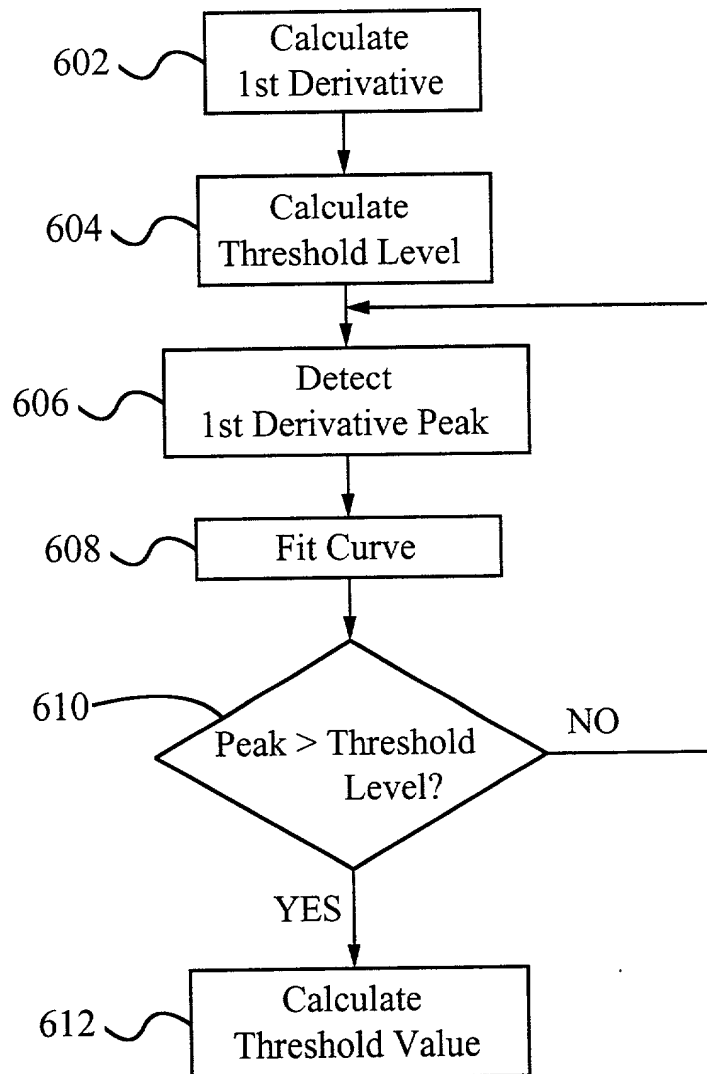 Calculate
602
1st Derivative
Calculate
604
Threshold Level
Detect
606
1st Derivative Peak
608
Fit Curve
610
NO
Peak > Threshold
Level?
YES
Calculate
612
Threshold Value